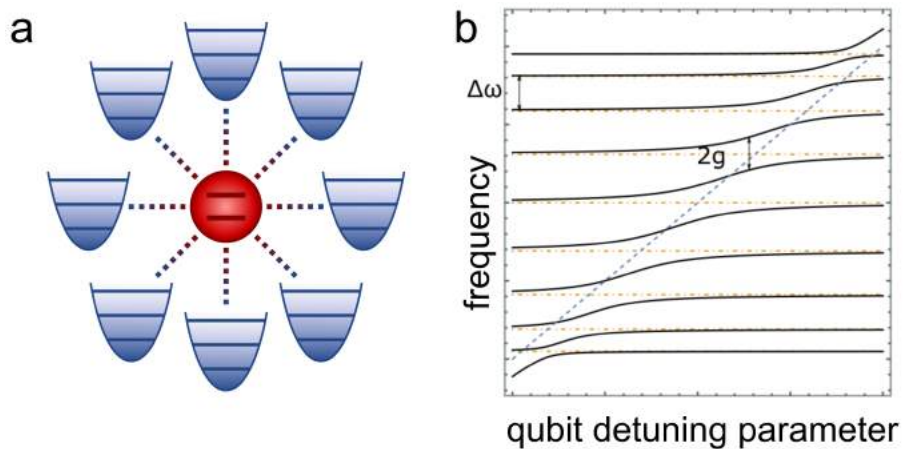 a
b
Δω
2g
frequency
qubit detuning parameter